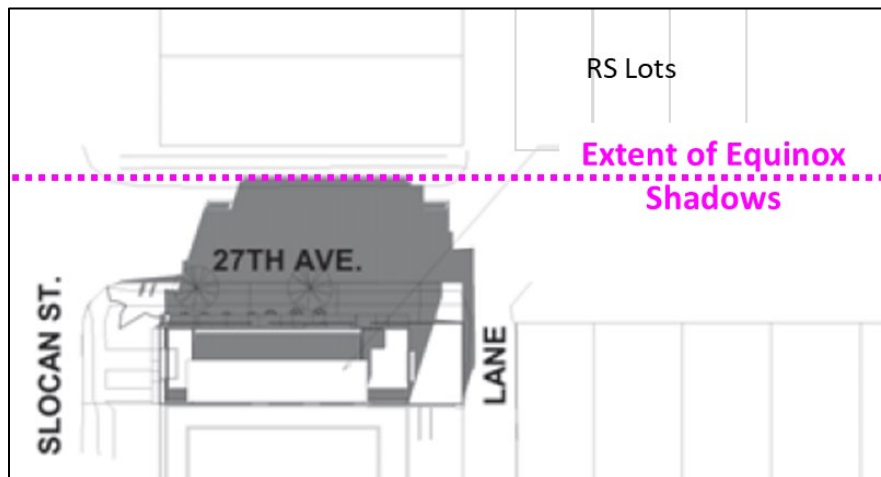 RS Lots
Extent of Equinox
Shadows
27TH AVE.
SLOCAN ST.
LANE